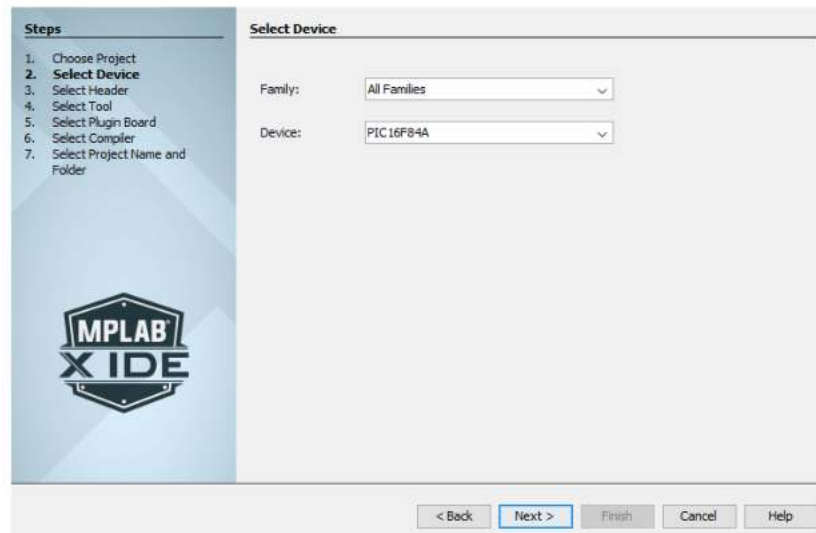 Steps
1. Choose Project
2. Select Device
3. Select Header
4. Select Tool
5. Select Plugin Board
6. Select Compiler
7. Select Project Name and
Folder
MPLAB
X IDE
Select Device
Family: All Families
Device: PIC16F84A
< Back Next > Finish Cancel Help